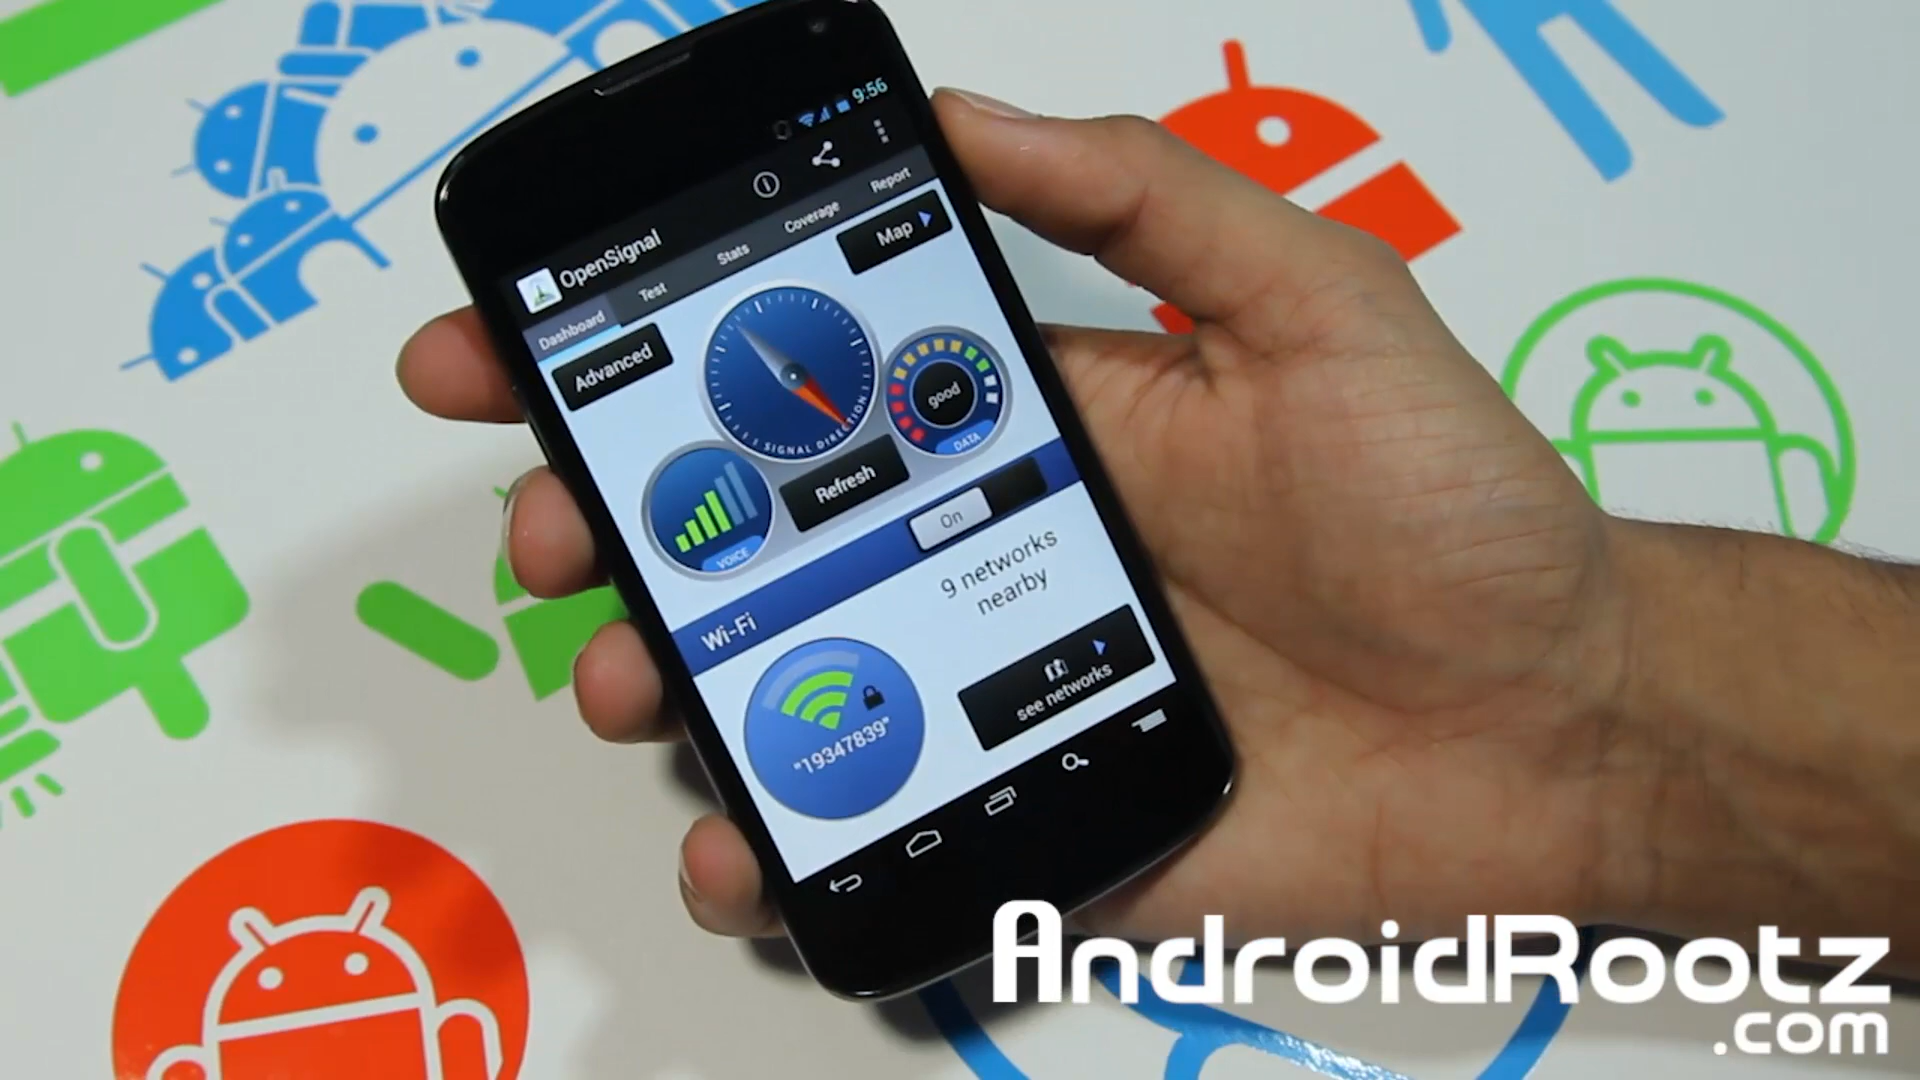 9:56
OpenSignal
Dashboard Test Stats Coverage Report
Advanced
Map
SIGNAL DIRECTION
good
DATA
VOICE
Refresh
Wi-Fi
On
9 networks
nearby
"19347839"
see networks
AndroidRootz
.com